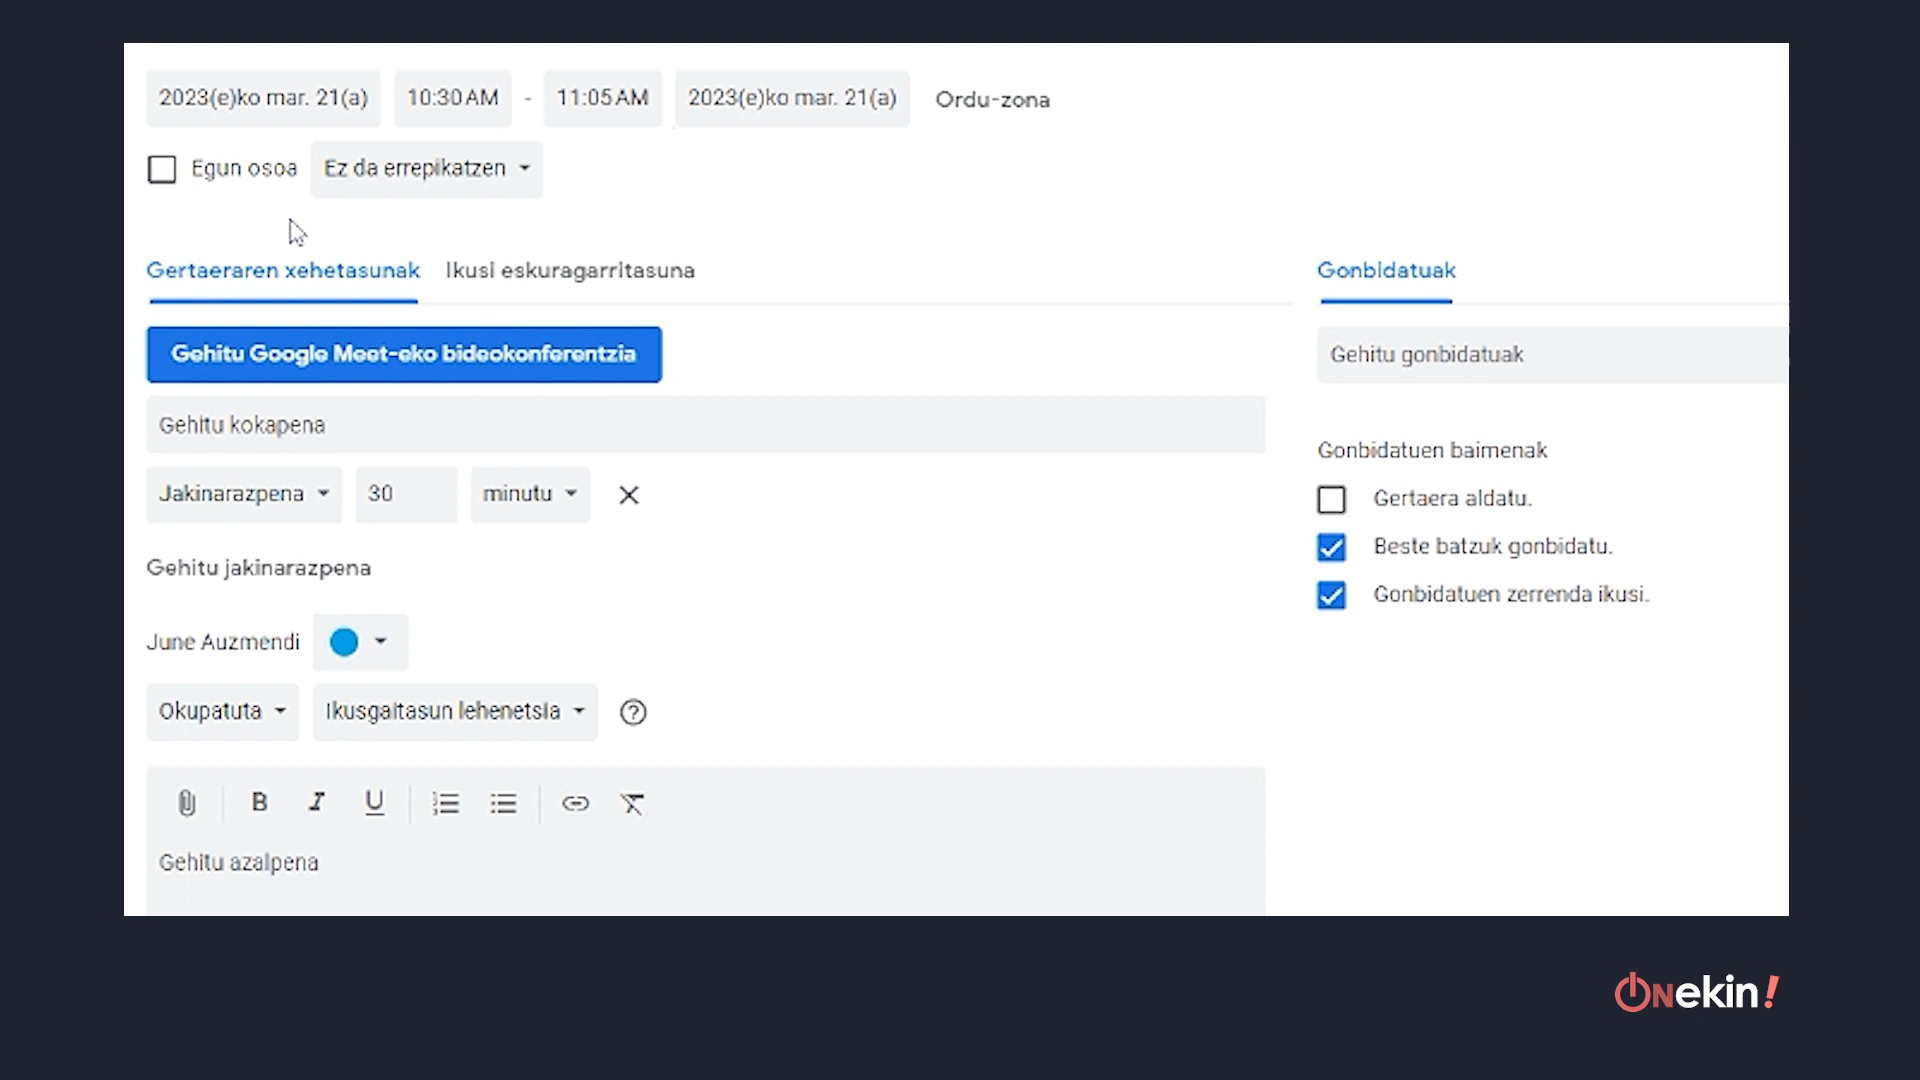 2023(e)ko mar. 21(a) 10:30 AM - 11:05 AM 2023(e)ko mar. 21(a) Ordu-zona
Egun osoa Ez da errepikatzen
Gertaeraren xehetasunak Ikusi eskuragarritasuna
Gehitu Google Meet-eko bideokonferentzia
Gehitu kokapena
Jakinarazpena 30 minutu
Gehitu jakinarazpena
June Auzmendi
Okupatuta Ikusgaitasun lehenetsia
B I U
Gehitu azalpena
Gonbidatuak
Gehitu gonbidatuak
Gonbidatuen baimenak
Gertaera aldatu.
Beste batzuk gonbidatu.
Gonbidatuen zerrenda ikusi.
ONekin!